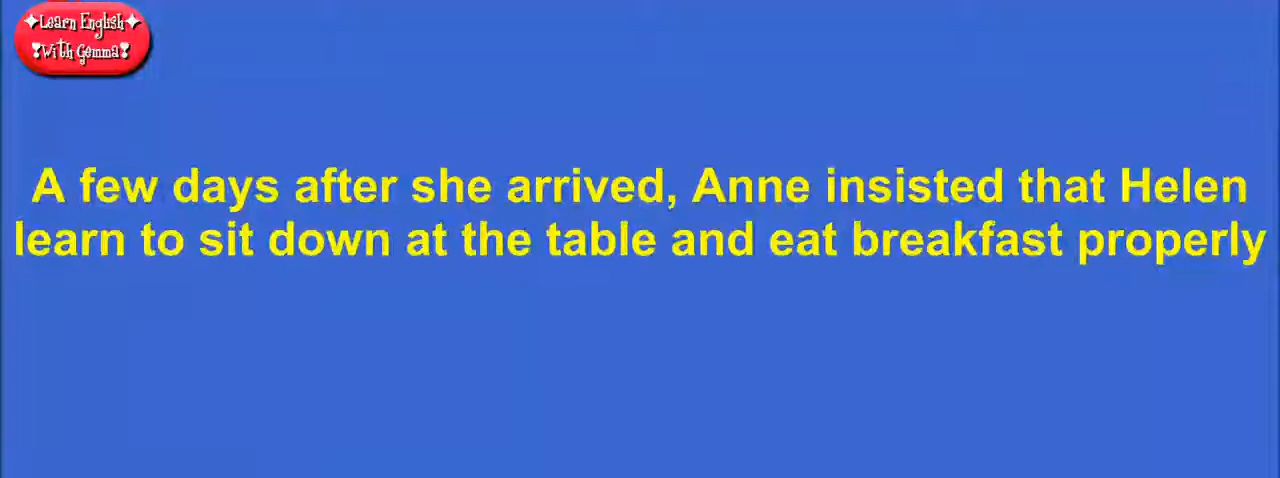 Learn English
With Gemma
A few days after she arrived, Anne insisted that Helen
learn to sit down at the table and eat breakfast properly